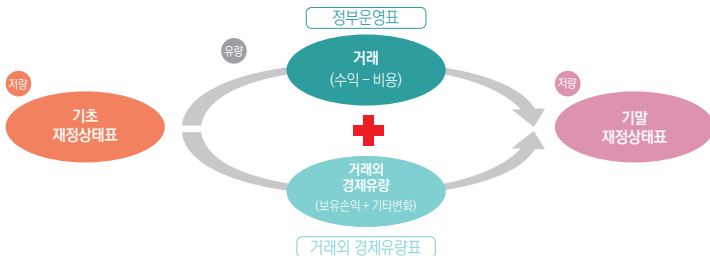 정부운영표
유량
거래
(수익 - 비용)
저량
기초
재정상태표
저량
기말
재정상태표
거래외
경제유량
(보유손익 + 기타변화)
거래외 경제유량표